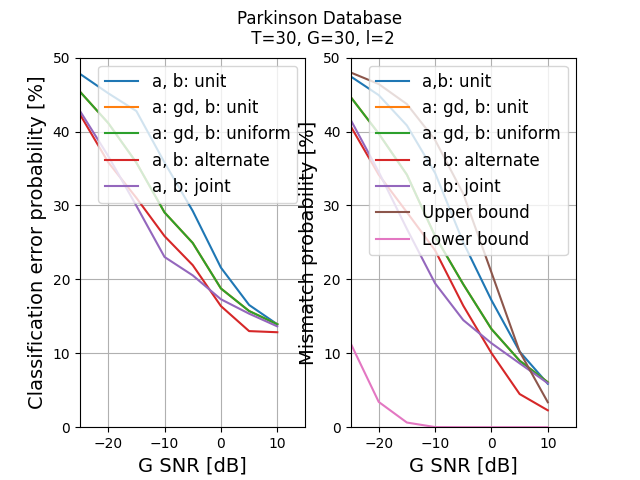 Parkinson Database
T=30, G=30, l=2
Classification error probability [%]
50
40
30
20
10
0
−20
−10
0
10
G SNR [dB]
a, b: unit
a: gd, b: unit
a: gd, b: uniform
a, b: alternate
a, b: joint
Mismatch probability [%]
50
40
30
20
10
0
−20
−10
0
10
G SNR [dB]
a,b: unit
a: gd, b: unit
a: gd, b: uniform
a, b: alternate
a, b: joint
Upper bound
Lower bound